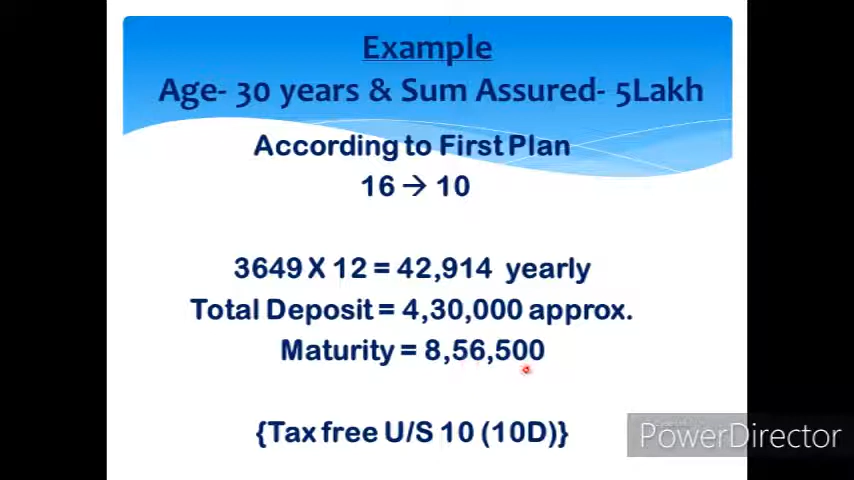 Example
Age- 30 years & Sum Assured- 5Lakh
According to First Plan
16 → 10
3649 X 12 = 42,914 yearly
Total Deposit = 4,30,000 approx.
Maturity = 8,56,500
{Tax free U/S 10 (10D)}
PowerDirector